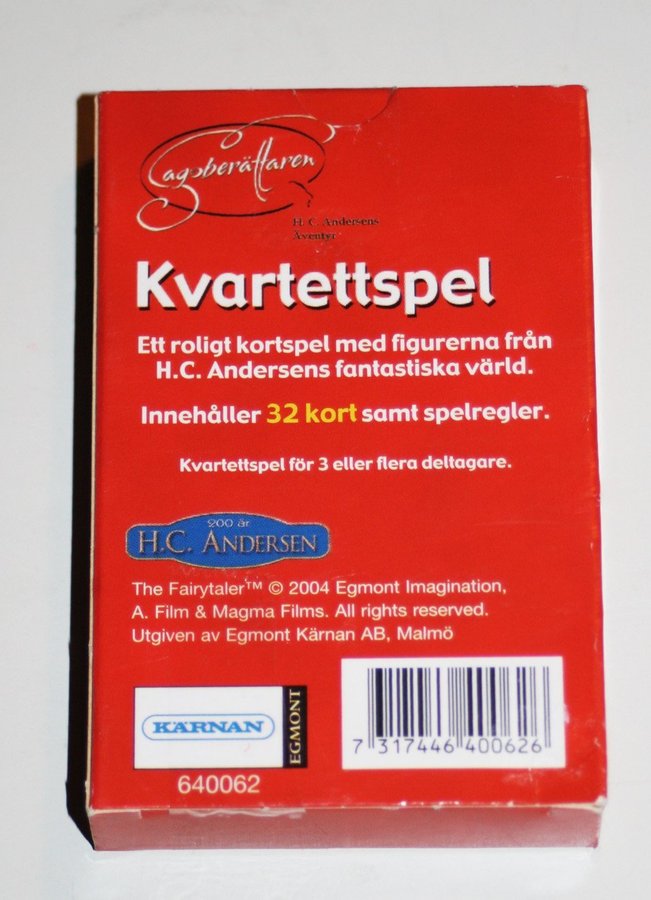 Sagoberättaren
H. C. Andersens
Äventyr
Kvartettspel
Ett roligt kortspel med figurerna från
H.C. Andersens fantastiska värld.
Innehåller 32 kort samt spelregler.
Kvartettspel för 3 eller flera deltagare.
200 år
H.C. ANDERSEN
The Fairytaler™ © 2004 Egmont Imagination,
A. Film & Magma Films. All rights reserved.
Utgiven av Egmont Kärnan AB, Malmö
KÄRNAN
EGMONT
640062
7 317446 400626